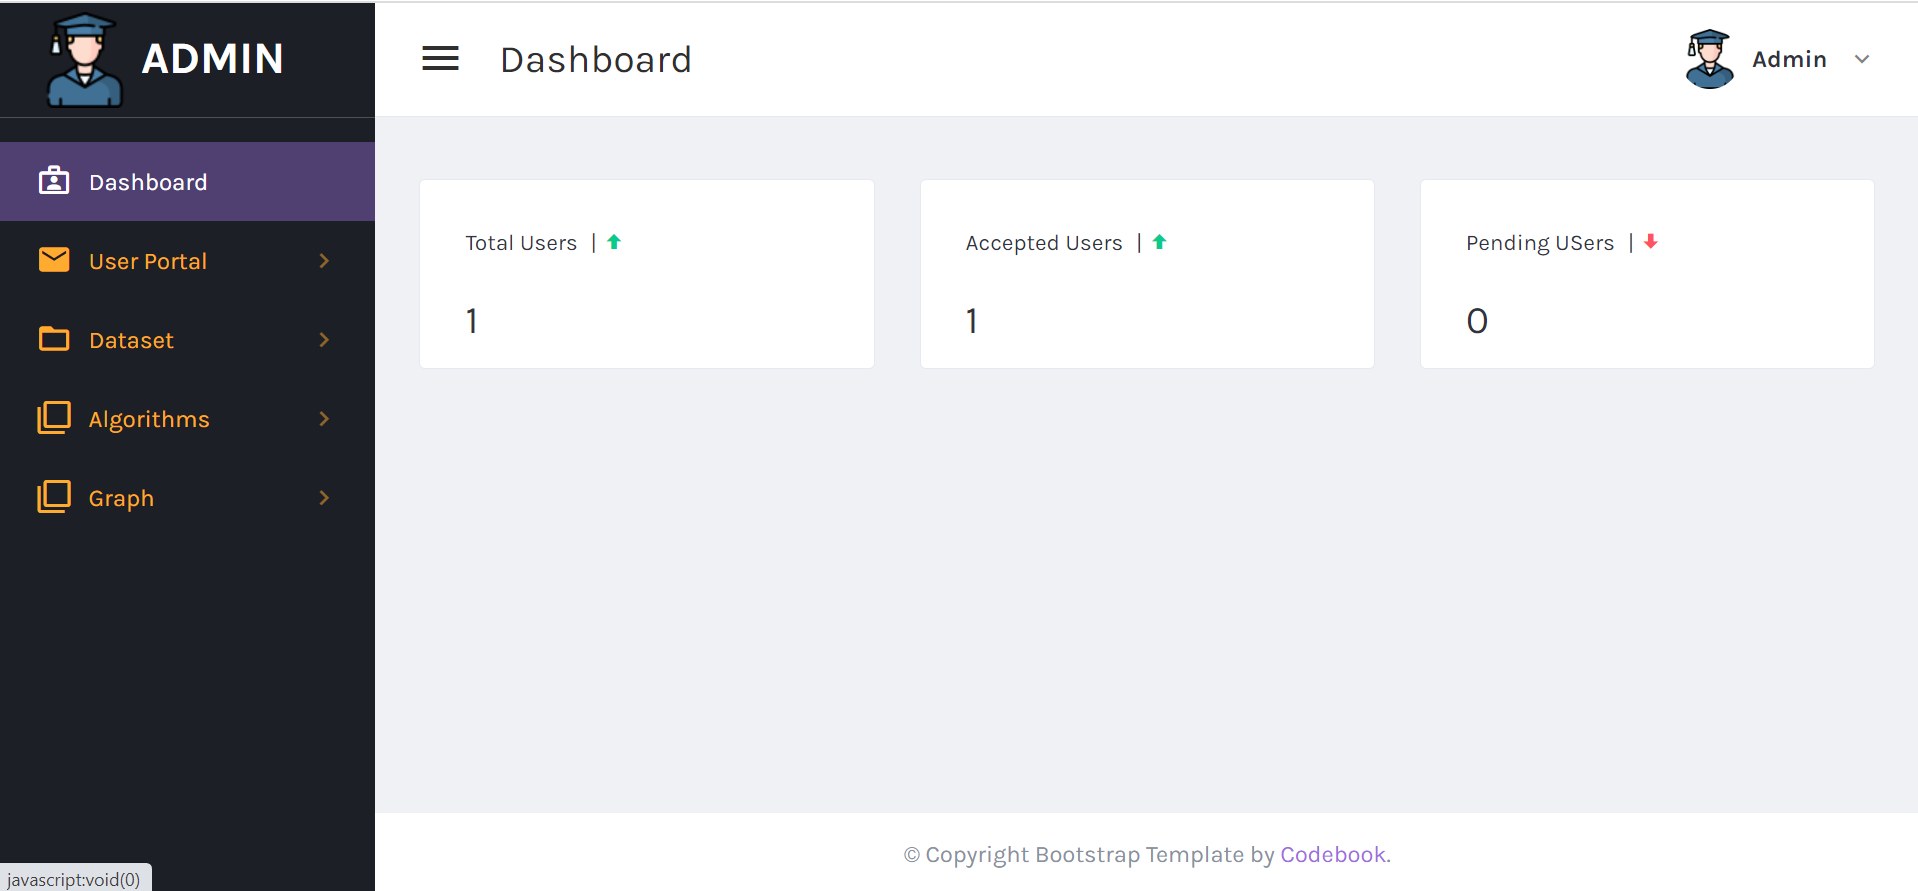 ADMIN
Dashboard
Admin
Dashboard
User Portal
Dataset
Algorithms
Graph
Total Users |
1
Accepted Users |
1
Pending USers |
0
© Copyright Bootstrap Template by Codebook.
javascript:void(0)